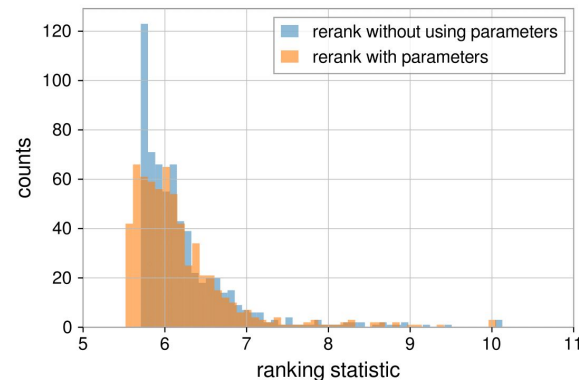 rerank without using parameters
rerank with parameters
120
100
80
60
40
20
0
counts
5 6 7 8 9 10 11
ranking statistic